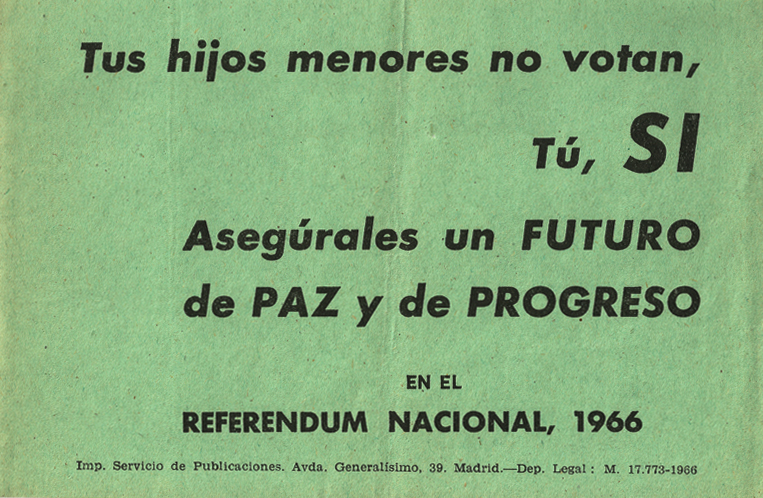 Tus hijos menores no votan,
Tú, SI
Asegúrales un FUTURO
de PAZ y de PROGRESO
EN EL
REFERENDUM NACIONAL, 1966
Imp. Servicio de Publicaciones. Avda. Generalísimo, 39. Madrid.—Dep. Legal : M. 17.773-1966